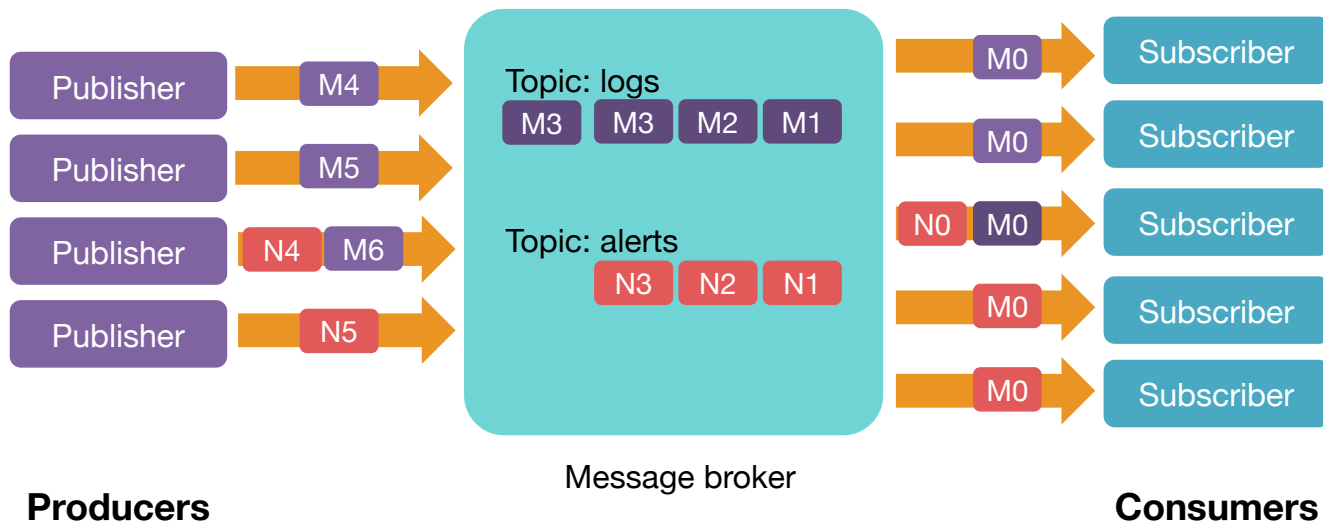 Publisher M4
Publisher M5
Publisher N4 M6
Publisher N5
Producers
Topic: logs
M3 M3 M2 M1
Topic: alerts
N3 N2 N1
Message broker
M0 Subscriber
M0 Subscriber
N0 M0 Subscriber
M0 Subscriber
M0 Subscriber
Consumers